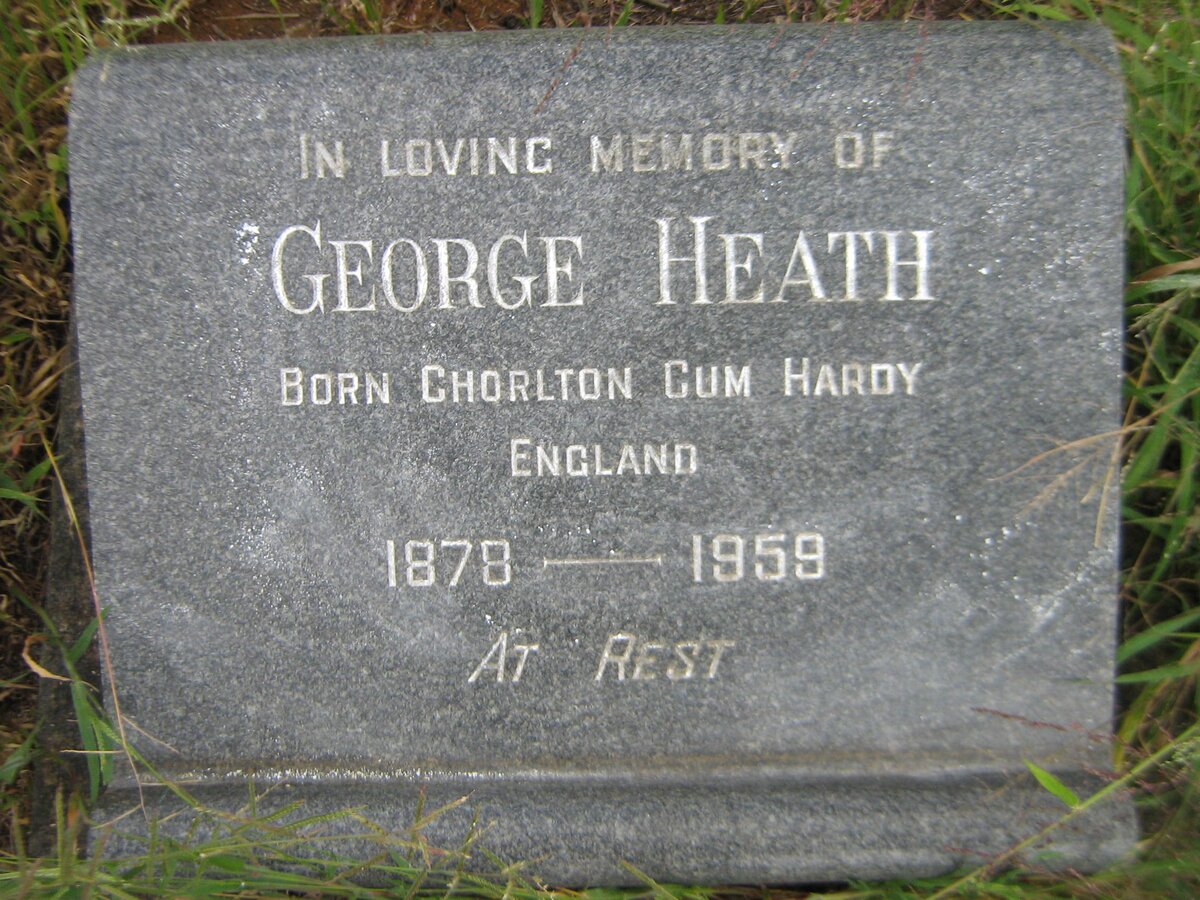 IN LOVING MEMORY OF
GEORGE HEATH
BORN CHORLTON CUM HARDY
ENGLAND
1878 — 1959
AT REST